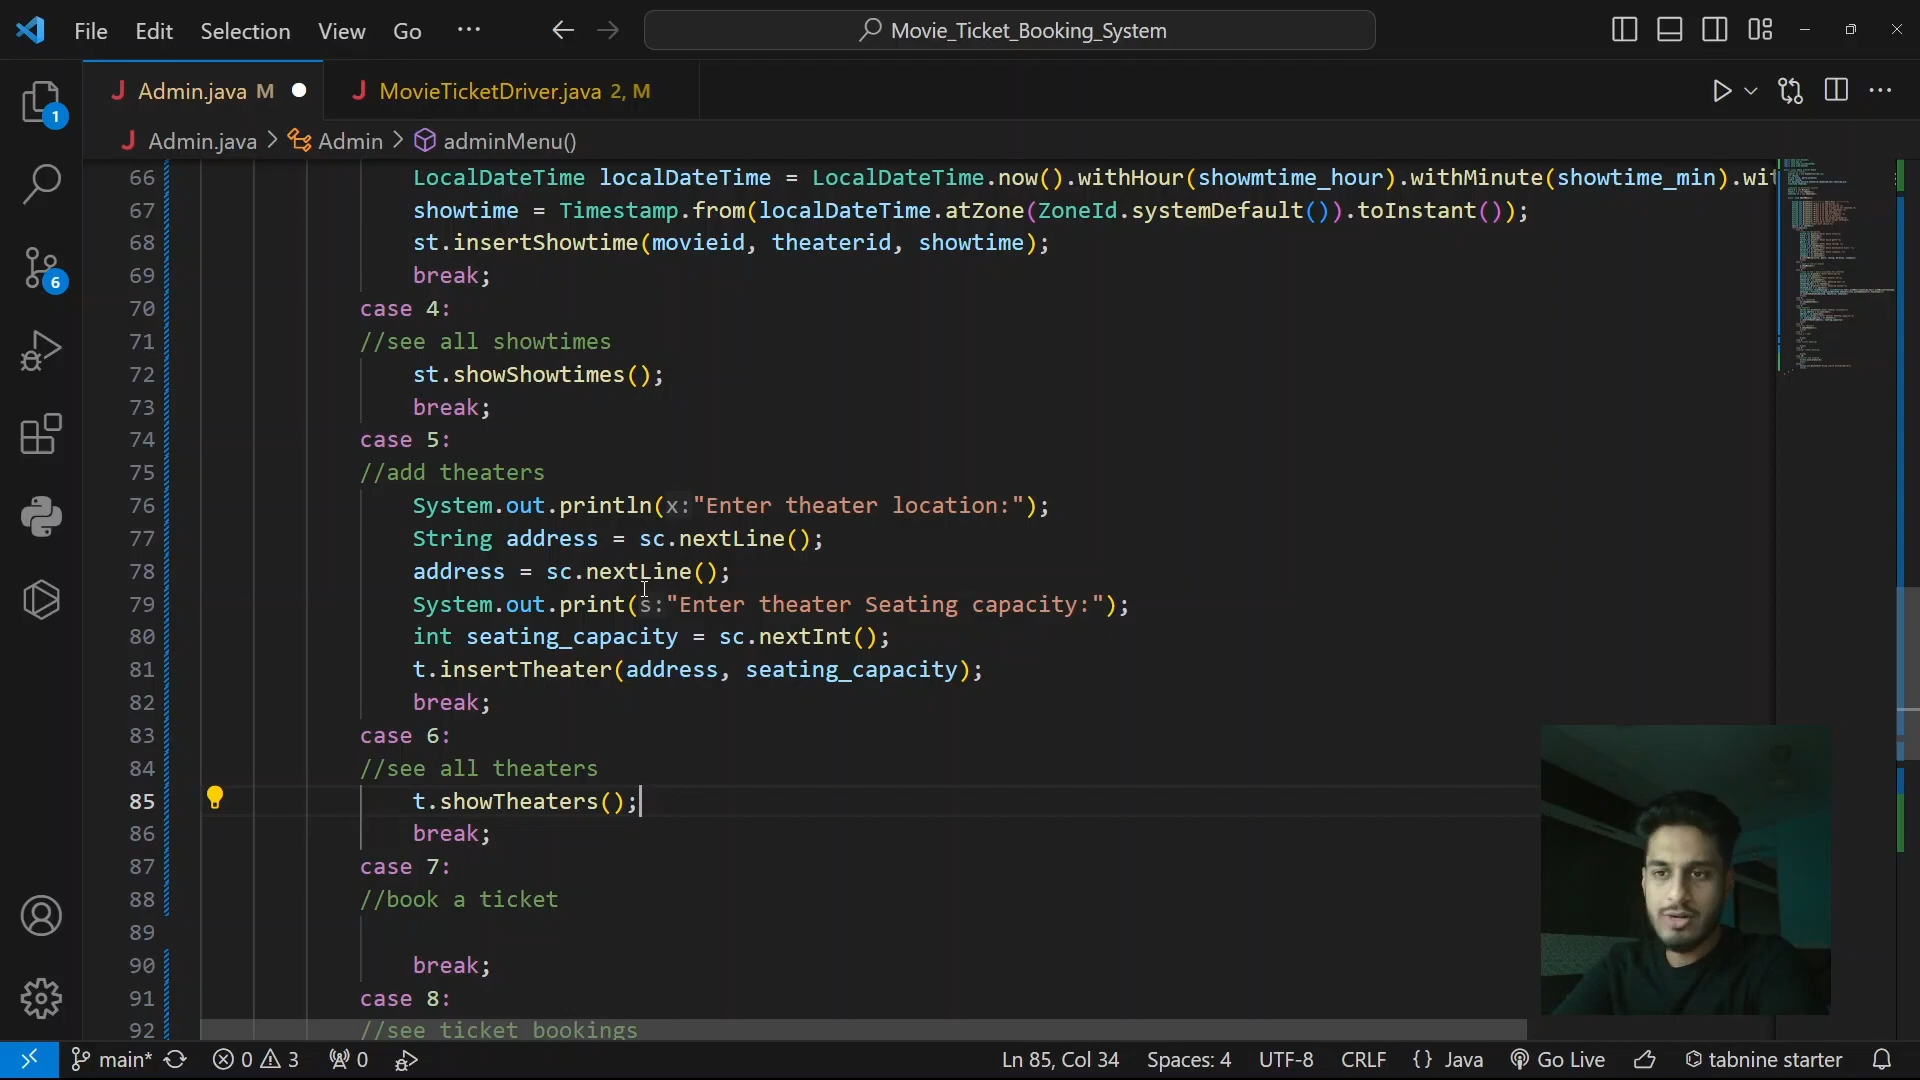 File Edit Selection View Go ··· Movie_Ticket_Booking_System
J Admin.java M J MovieTicketDriver.java 2, M
J Admin.java > Admin > adminMenu()
66 LocalDateTime localDateTime = LocalDateTime.now().withHour(showmtime_hour).withMinute(showtime_min).wit
67 showtime = Timestamp.from(localDateTime.atZone(ZoneId.systemDefault()).toInstant());
68 st.insertShowtime(movieid, theaterid, showtime);
69 break;
70 case 4:
71 //see all showtimes
72 st.showShowtimes();
73 break;
74 case 5:
75 //add theaters
76 System.out.println(x:"Enter theater location:");
77 String address = sc.nextLine();
78 address = sc.nextLine();
79 System.out.print(s:"Enter theater Seating capacity:");
80 int seating_capacity = sc.nextInt();
81 t.insertTheater(address, seating_capacity);
82 break;
83 case 6:
84 //see all theaters
85 t.showTheaters();
86 break;
87 case 7:
88 //book a ticket
89
90 break;
91 case 8:
92 //see ticket bookings
1
6
main* 0 3 0 Ln 85, Col 34 Spaces: 4 UTF-8 CRLF {} Java Go Live tabnine starter